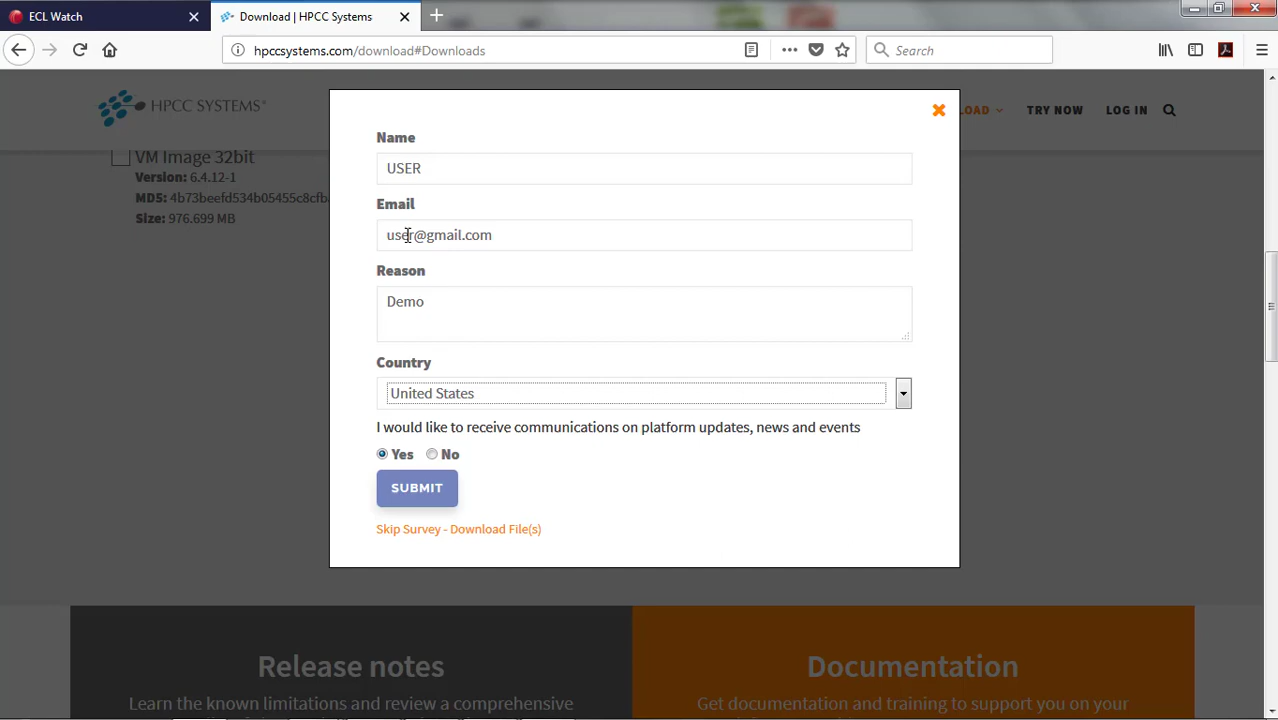 ECL Watch
Download | HPCC Systems
hpccsystems.com/download#Downloads
Search
HPCC SYSTEMS®
TRY NOW
LOG IN
VM Image 32bit
Version: 6.4.12-1
MD5:
Size: 976.699 MB
Name
USER
Email
user@gmail.com
Reason
Demo
Country
United States
I would like to receive communications on platform updates, news and events
Yes No
SUBMIT
Skip Survey - Download File(s)
Release notes
Learn the known limitations and review a comprehensive
Documentation
Get documentation and training to support you on your